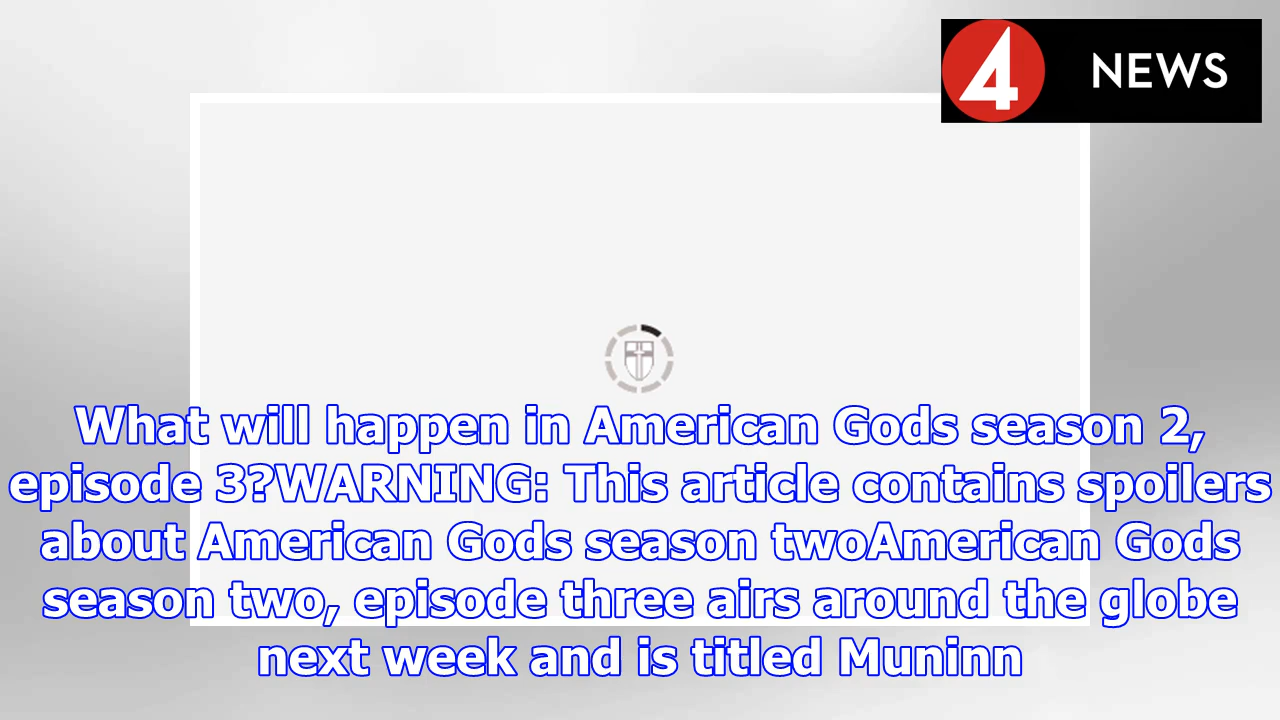 4 NEWS
What will happen in American Gods season 2,
episode 3?WARNING: This article contains spoilers
about American Gods season twoAmerican Gods
season two, episode three airs around the globe
next week and is titled Muninn